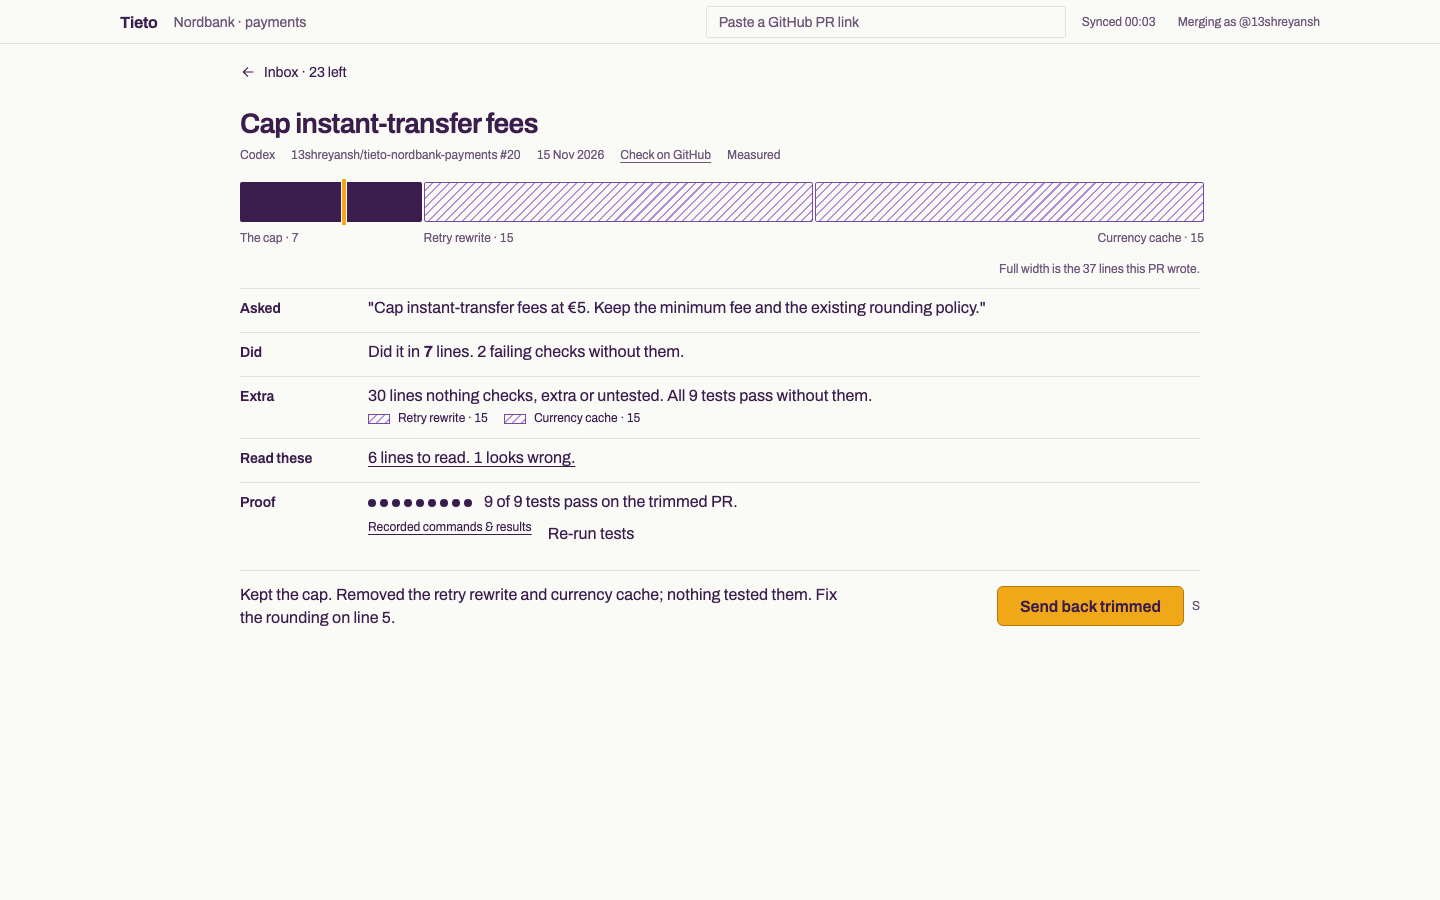 Tieto Nordbank · payments Paste a GitHub PR link Synced 00:03 Merging as @13shreyansh
← Inbox · 23 left
Cap instant-transfer fees
Codex 13shreyansh/tieto-nordbank-payments #20 15 Nov 2026 Check on GitHub Measured
The cap · 7 Retry rewrite · 15 Currency cache · 15
Full width is the 37 lines this PR wrote.
Asked "Cap instant-transfer fees at €5. Keep the minimum fee and the existing rounding policy."
Did Did it in 7 lines. 2 failing checks without them.
Extra 30 lines nothing checks, extra or untested. All 9 tests pass without them.
Retry rewrite · 15 Currency cache · 15
Read these 6 lines to read. 1 looks wrong.
Proof 9 of 9 tests pass on the trimmed PR.
Recorded commands & results Re-run tests
Kept the cap. Removed the retry rewrite and currency cache; nothing tested them. Fix
the rounding on line 5.
Send back trimmed S